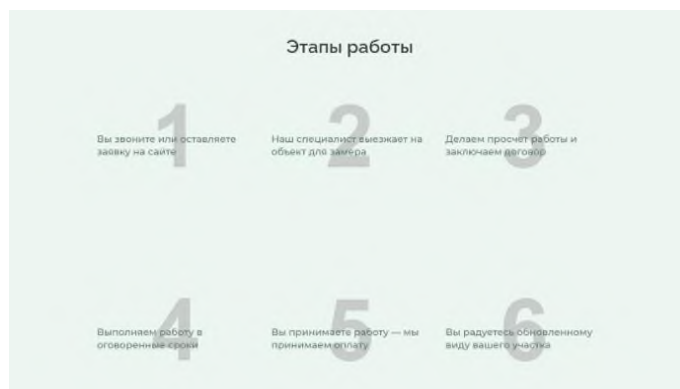 Этапы работы
1
Вы звоните или оставляете
заявку на сайте
2
Наш специалист выезжает на
объект для замера
3
Делаем просчет работы и
заключаем договор
4
Выполняем работу в
оговоренные сроки
5
Вы принимаете работу — мы
принимаем оплату
6
Вы радуетесь обновленному
виду вашего участка